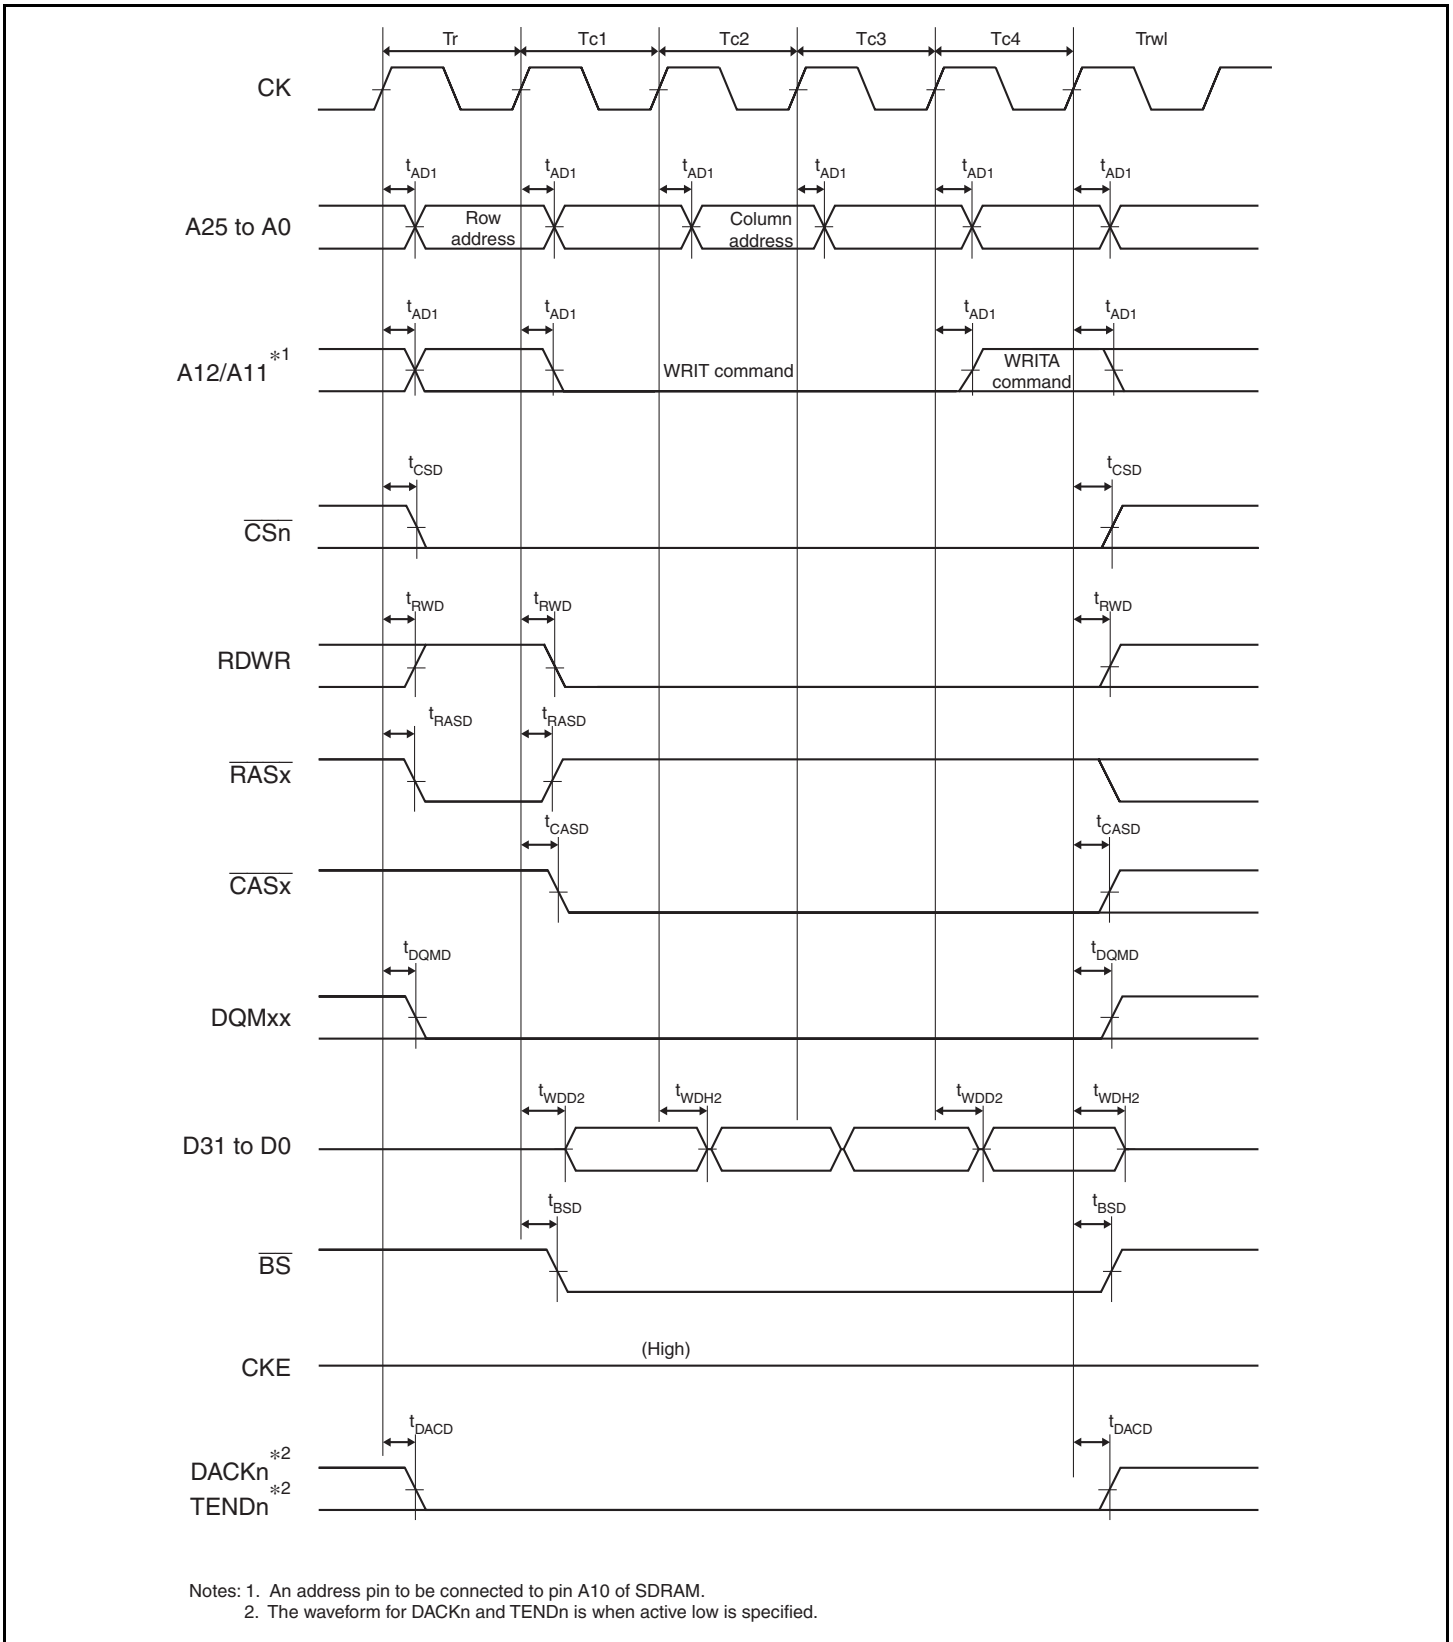 Tr Tc1 Tc2 Tc3 Tc4 Trwl
CK
tAD1 tAD1 tAD1 tAD1 tAD1 tAD1
A25 to A0
Row address
Column address
tAD1 tAD1 tAD1 tAD1
A12/A11*1
WRIT command
WRITA command
tCSD tCSD
CSn
tRWD tRWD tRWD
RDWR
tRASD tRASD
RASx
tCASD tCASD
CASx
tDQMD tDQMD
DQMxx
tWDD2 tWDH2 tWDD2 tWDH2
D31 to D0
tBSD tBSD
BS
(High)
CKE
tDACD tDACD
DACKn*2
TENDn*2
Notes: 1. An address pin to be connected to pin A10 of SDRAM.
2. The waveform for DACKn and TENDn is when active low is specified.